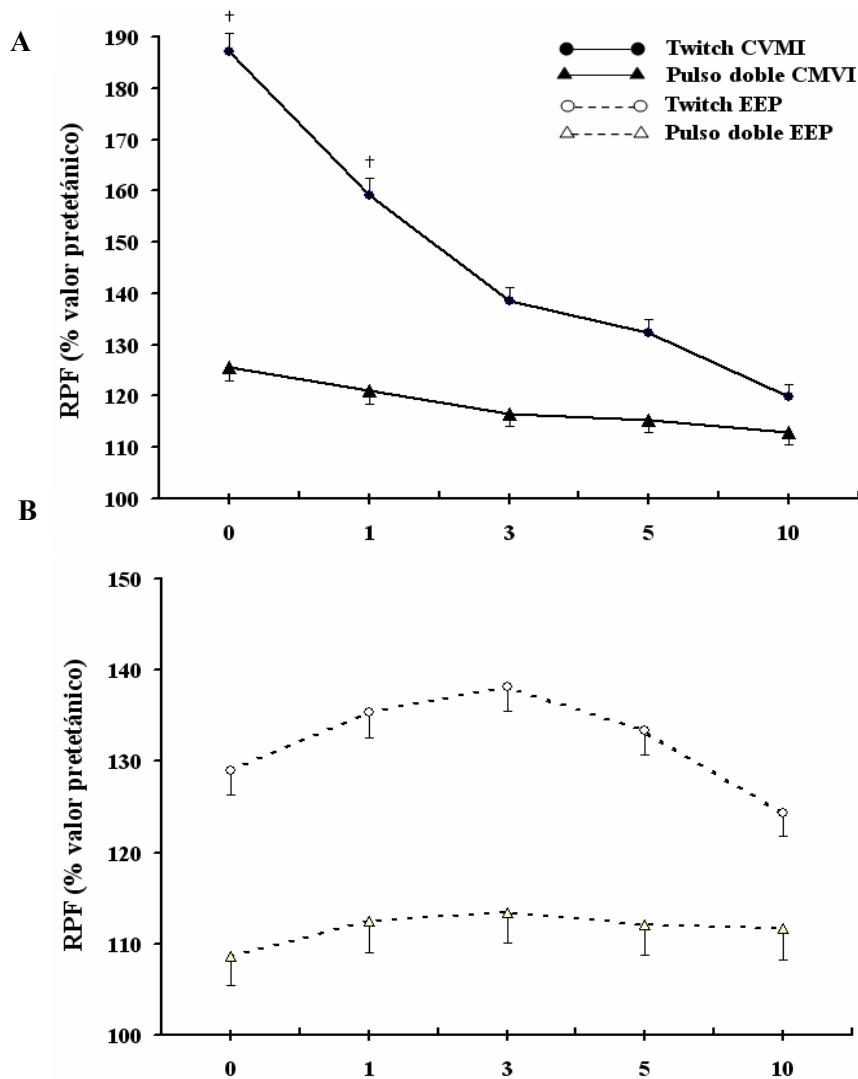 A
†
†
190
180
170
160
150
140
130
120
110
100
RPF (% valor pretetánico)
Twitch CVMI
Pulso doble CMVI
Twitch EEP
Pulso doble EEP
0 1 3 5 10
B
150
140
130
120
110
100
RPF (% valor pretetánico)
0 1 3 5 10